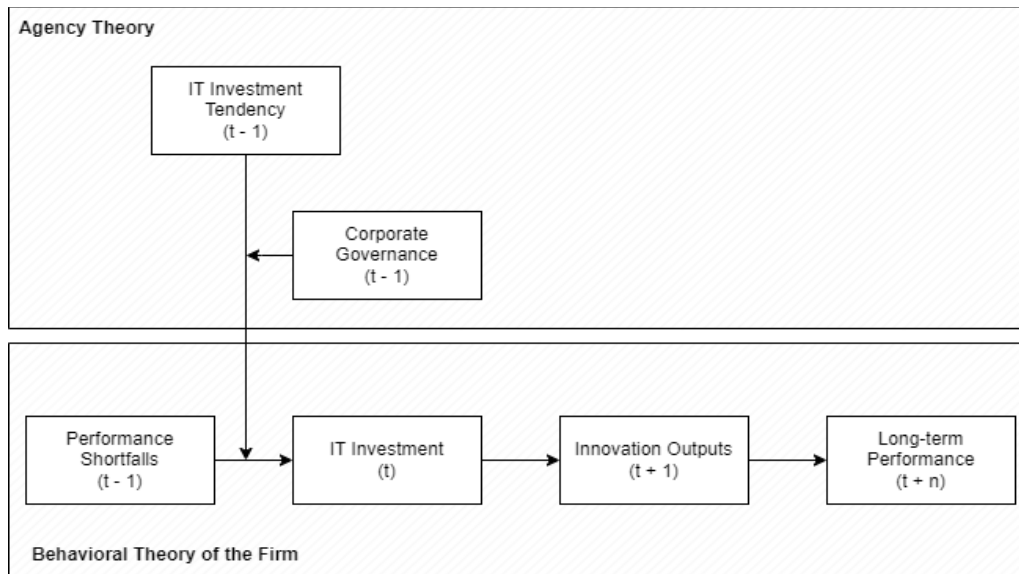 Agency Theory
IT Investment
Tendency
(t - 1)
Corporate
Governance
(t - 1)
Performance
Shortfalls
(t - 1)
IT Investment
(t)
Innovation Outputs
(t + 1)
Long-term
Performance
(t + n)
Behavioral Theory of the Firm